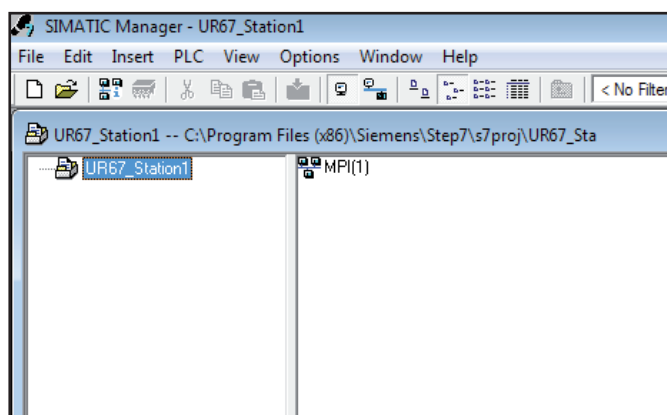 SIMATIC Manager - UR67_Station1
File Edit Insert PLC View Options Window Help
< No Filter
UR67_Station1 -- C:\Program Files (x86)\Siemens\Step7\s7proj\UR67_Sta
UR67_Station1
MPI(1)